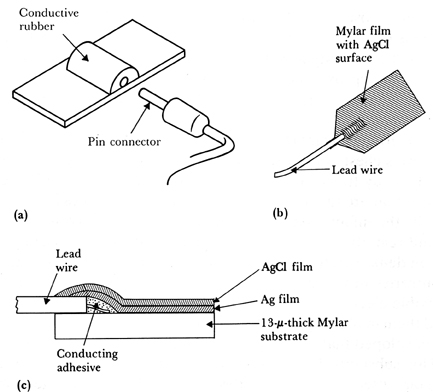 Conductive
rubber
Pin connector
(a)
Mylar film
with AgCl
surface
Lead wire
(b)
Lead
wire
AgCl film
Ag film
13-μ-thick Mylar
substrate
Conducting
adhesive
(c)